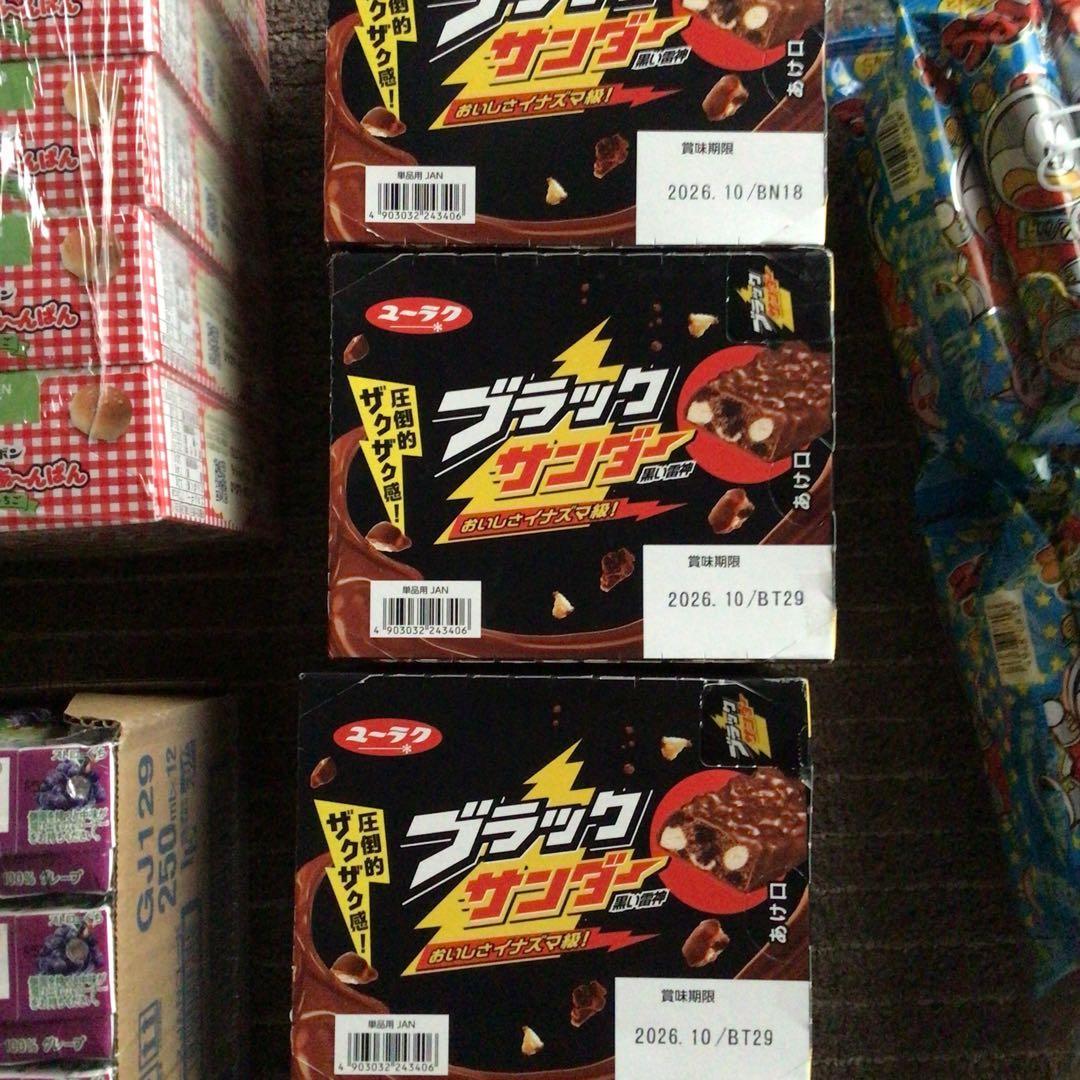 圧倒的
ザクザク感!
サンダー
黒い雷神
おいしさイナズマ級!
あけ口
単品用 JAN
4 903032 243406
賞味期限
2026. 10/BN18
ユーラク
圧倒的
ザクザク感!
ブラック
サンダー
黒い雷神
おいしさイナズマ級!
ブラック
サンダー
あけ口
単品用 JAN
4 903032 243406
賞味期限
2026. 10/BT29
ユーラク
圧倒的
ザクザク感!
ブラック
サンダー
黒い雷神
おいしさイナズマ級!
ブラック
サンダー
あけ口
単品用 JAN
4 903032 243406
賞味期限
2026. 10/BT29
100% グレープ
100% グレープ
GJ129
250ml×12